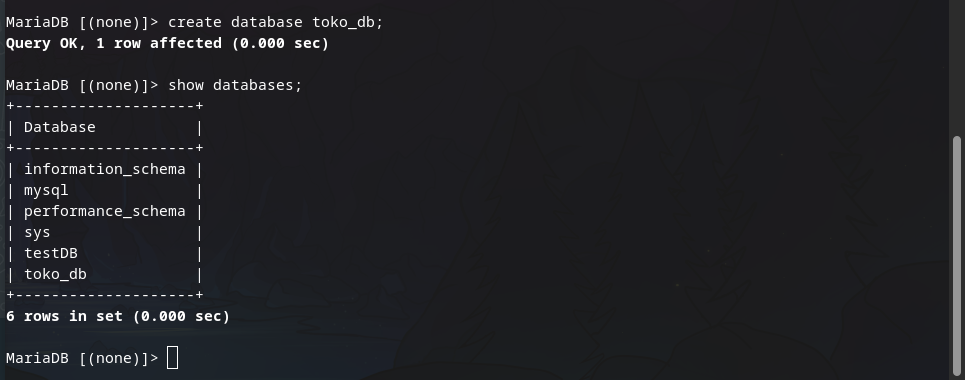 MariaDB [(none)]> create database toko_db;
Query OK, 1 row affected (0.000 sec)
MariaDB [(none)]> show databases;
+--------------------+
| Database           |
+--------------------+
| information_schema |
| mysql              |
| performance_schema |
| sys                |
| testDB             |
| toko_db            |
+--------------------+
6 rows in set (0.000 sec)
MariaDB [(none)]>